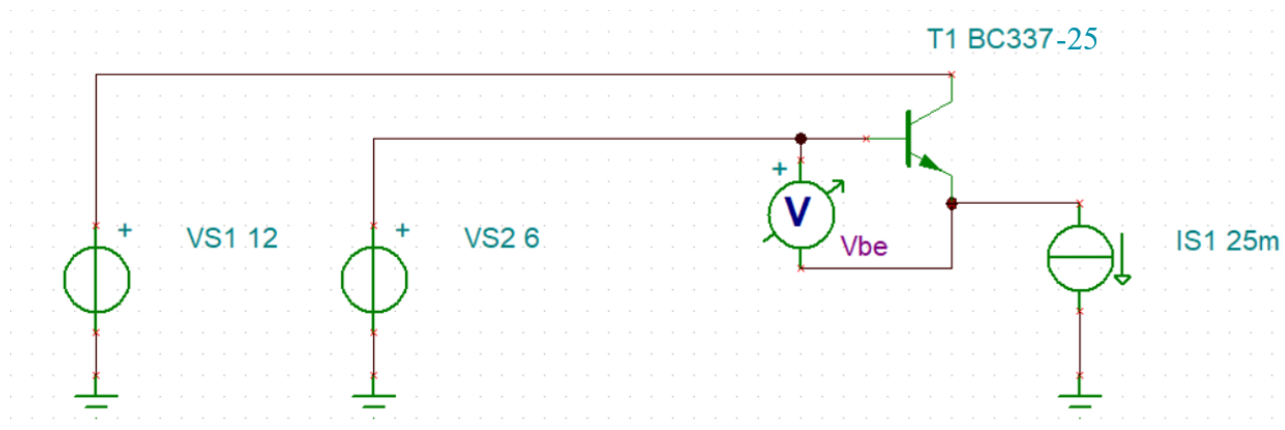 T1 BC337-25
+
VS1 12
+
VS2 6
+
V
Vbe
IS1 25m